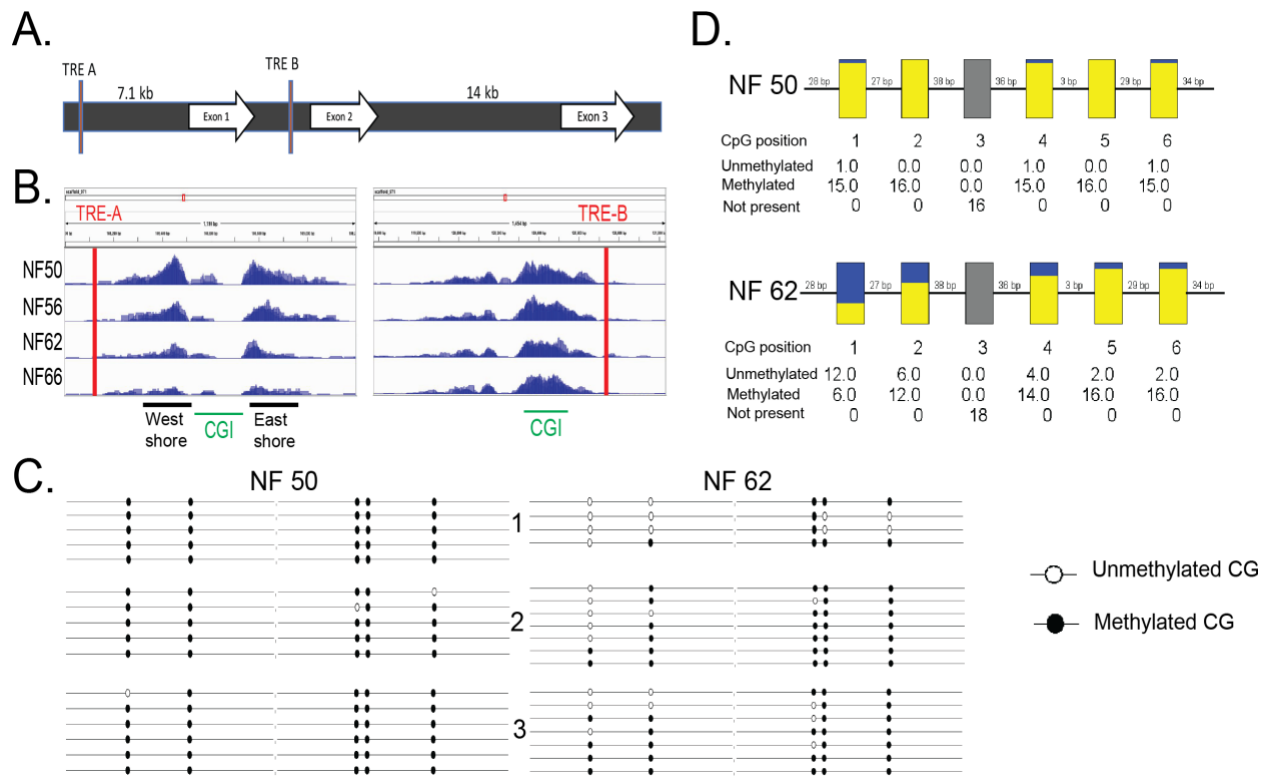 A.
TRE A
TRE B
7.1 kb
14 kb
Exon 1
Exon 2
Exon 3
B.
TRE-A
TRE-B
NF50
NF56
NF62
NF66
West shore
CGI
East shore
CGI
C.
NF 50
NF 62
1
2
3
Unmethylated CG
Methylated CG
D.
NF 50
28 bp 27 bp 38 bp 36 bp 3 bp 29 bp 34 bp
CpG position 1 2 3 4 5 6
Unmethylated 1.0 0.0 0.0 1.0 0.0 1.0
Methylated 15.0 16.0 0.0 15.0 16.0 15.0
Not present 0 0 16 0 0 0
NF 62
28 bp 27 bp 38 bp 36 bp 3 bp 29 bp 34 bp
CpG position 1 2 3 4 5 6
Unmethylated 12.0 6.0 0.0 4.0 2.0 2.0
Methylated 6.0 12.0 0.0 14.0 16.0 16.0
Not present 0 0 18 0 0 0